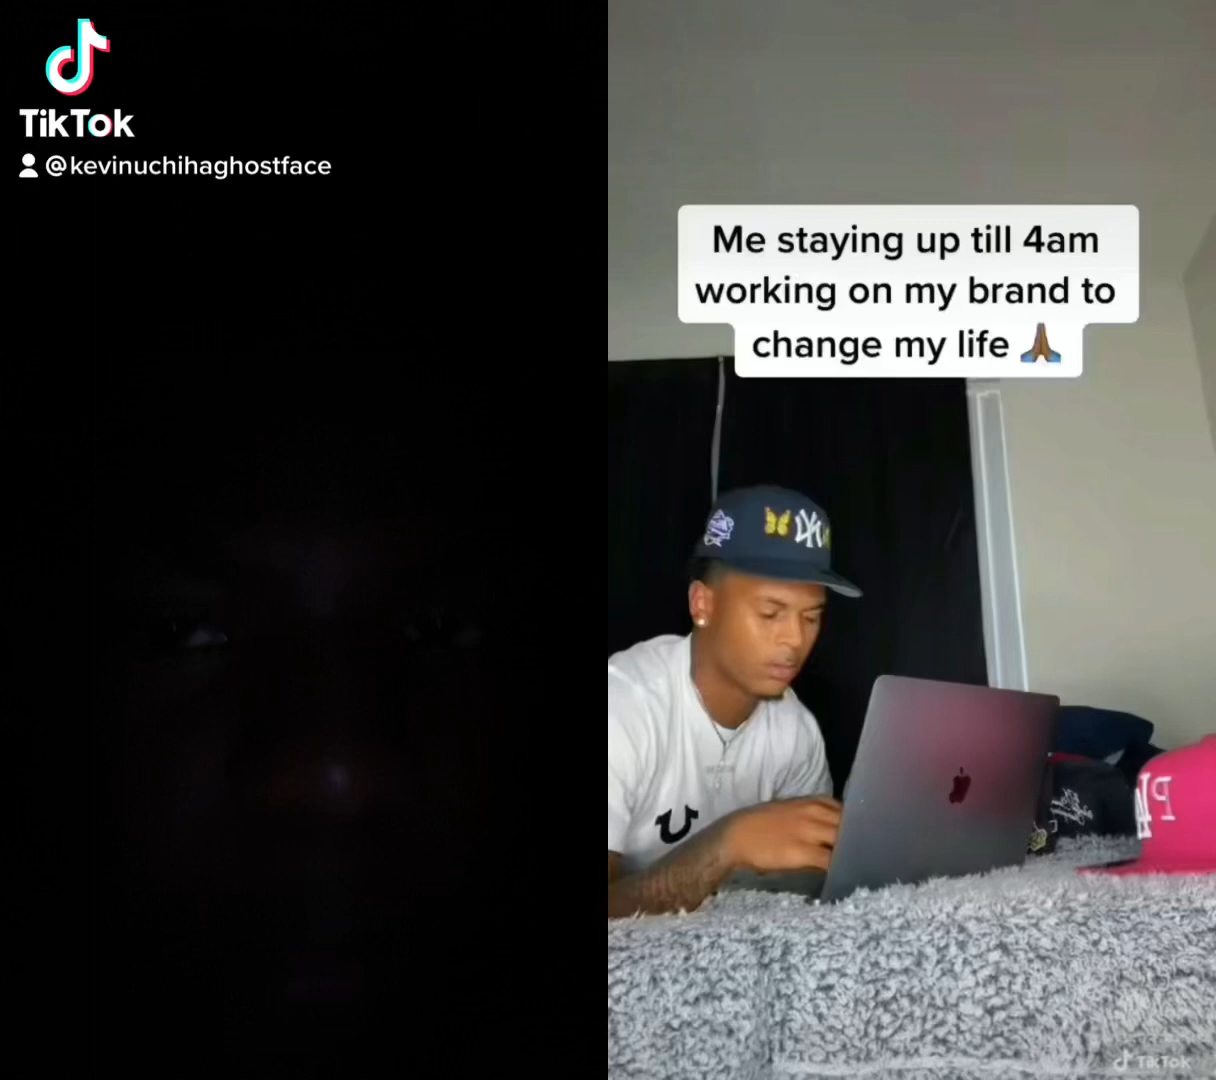 TikTok
@kevinuchihaghostface
Me staying up till 4am
working on my brand to
change my life 🙏🏾
TikTok